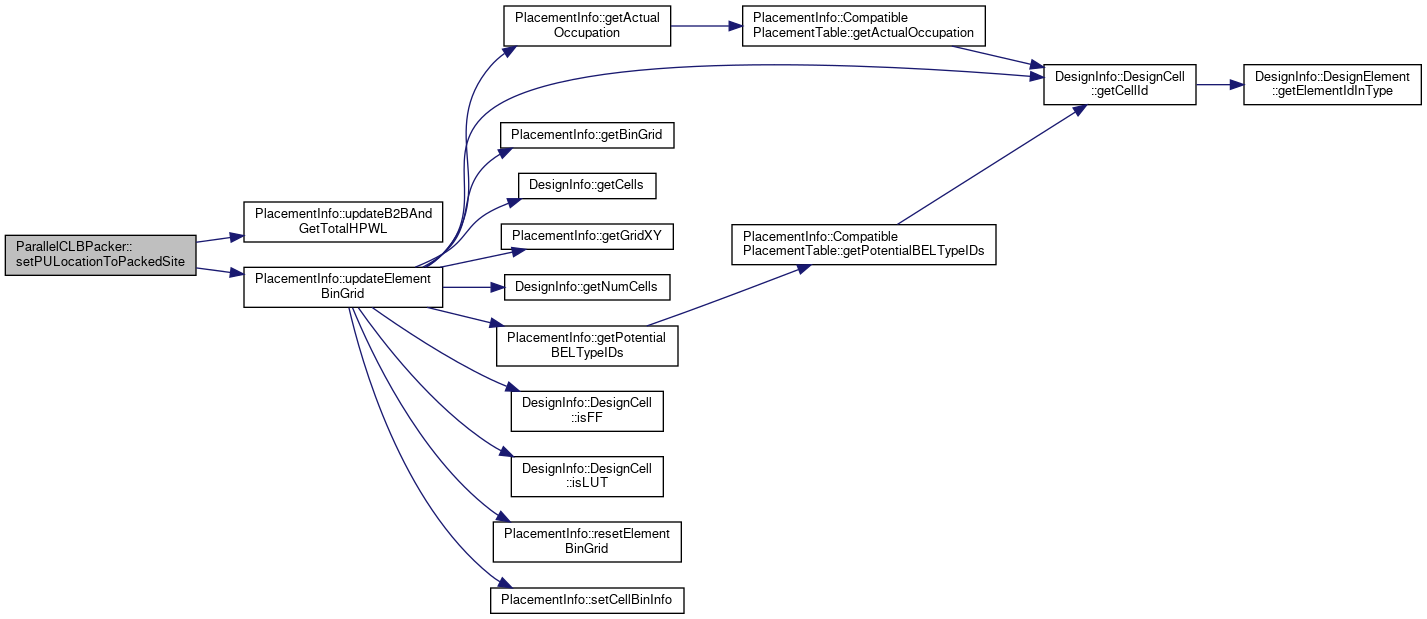 ParallelCLBPacker::
setPULocationToPackedSite
PlacementInfo::updateB2BAnd
GetTotalHPWL
PlacementInfo::updateElement
BinGrid
PlacementInfo::getActual
Occupation
PlacementInfo::getBinGrid
DesignInfo::getCells
PlacementInfo::getGridXY
DesignInfo::getNumCells
PlacementInfo::getPotential
BELTypeIDs
DesignInfo::DesignCell
::isFF
DesignInfo::DesignCell
::isLUT
PlacementInfo::resetElement
BinGrid
PlacementInfo::setCellBinInfo
PlacementInfo::Compatible
PlacementTable::getActualOccupation
PlacementInfo::Compatible
PlacementTable::getPotentialBELTypeIDs
DesignInfo::DesignCell
::getCellId
DesignInfo::DesignElement
::getElementIdInType